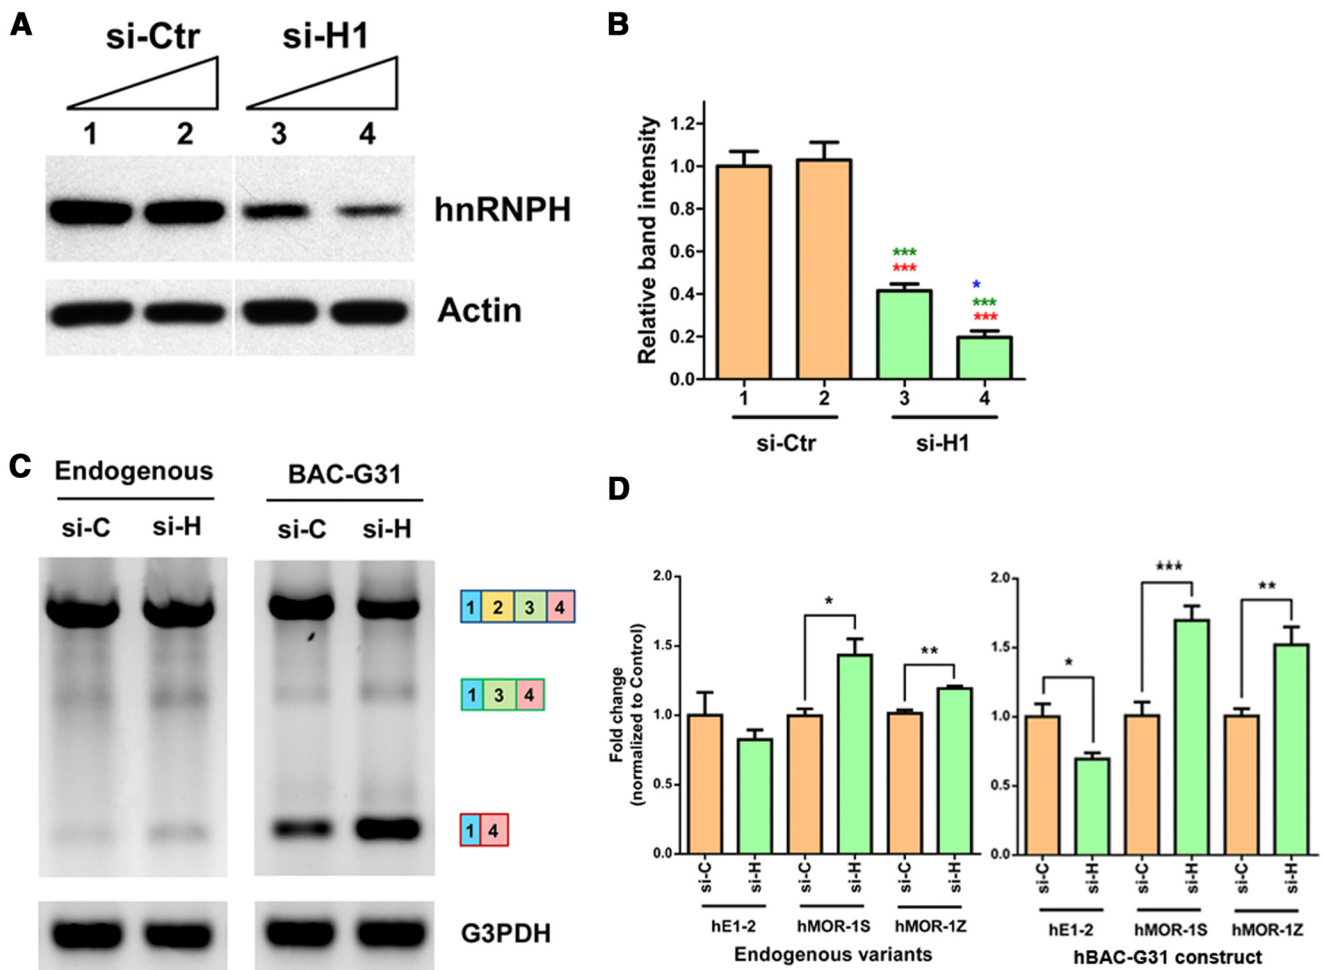 A
si-Ctr si-H1
1 2 3 4
hnRNPH
Actin
B
Relative band intensity
1.2
1.0
0.8
0.6
0.4
0.2
0.0
***
***
*
***
***
1 2 3 4
si-Ctr si-H1
C
Endogenous BAC-G31
si-C si-H si-C si-H
1 2 3 4
1 3 4
1 4
G3PDH
D
Fold change
(normalized to Control)
2.0
1.5
1.0
0.5
0.0
*
**
si-C si-H si-C si-H si-C si-H
hE1-2 hMOR-1S hMOR-1Z
Endogenous variants
2.0
1.5
1.0
0.5
0.0
*
***
**
si-C si-H si-C si-H si-C si-H
hE1-2 hMOR-1S hMOR-1Z
hBAC-G31 construct